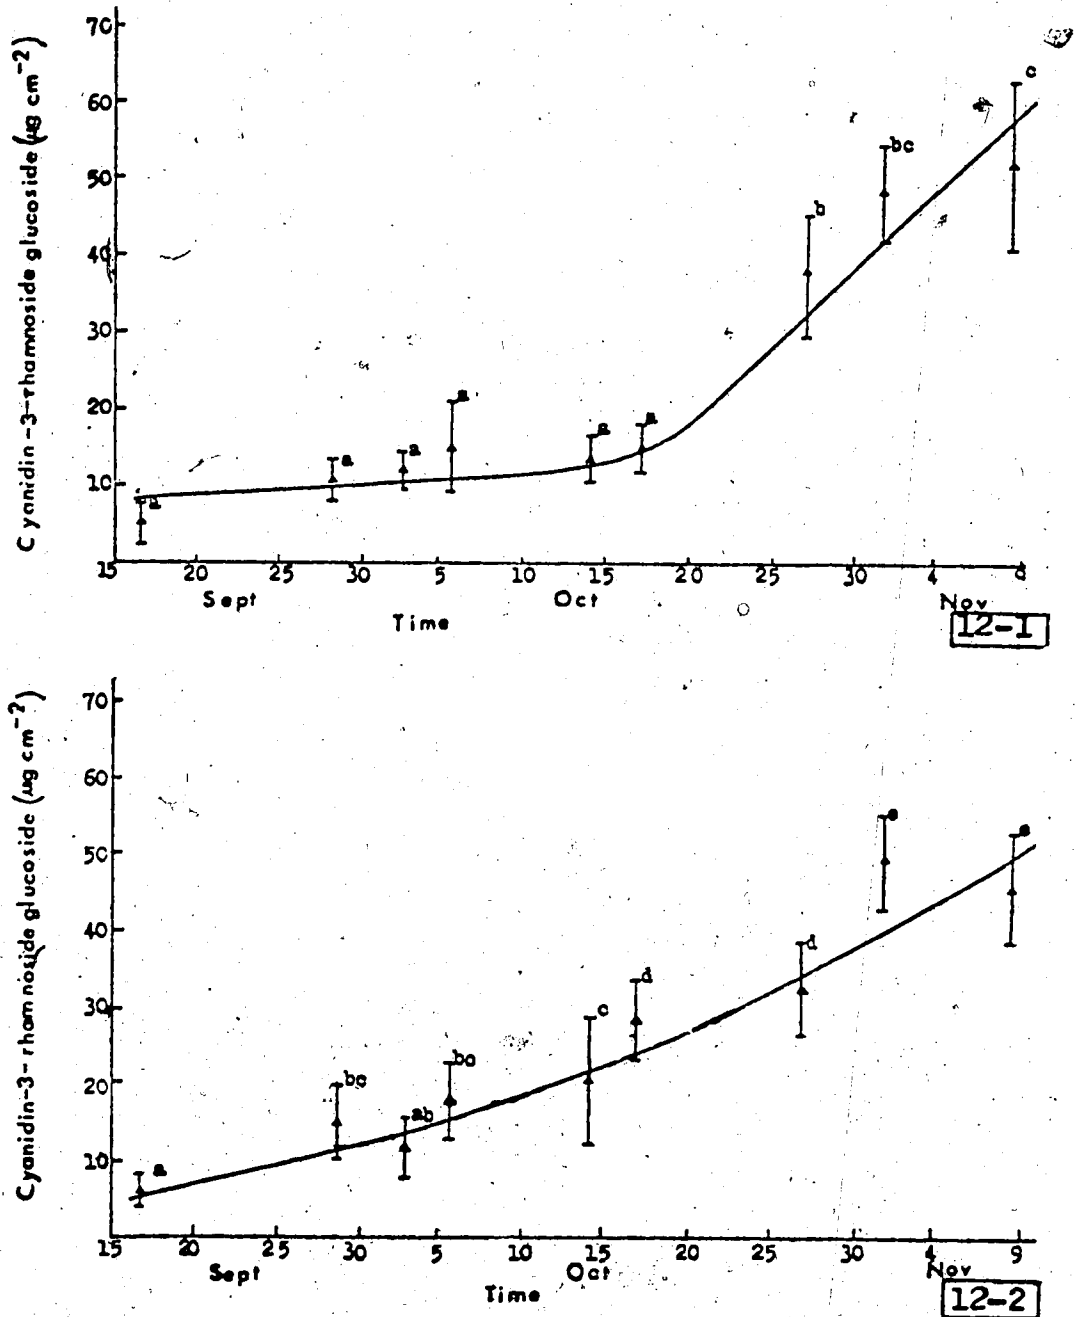 Cyanidin-3-rhamnoside glucoside (µg cm⁻²)
70
60
50
40
30
20
10
a
a
a
a
a
a
b
bc
c
15 20 25 30 5 10 15 20 25 30 4
Sept Oct Nov
Time
12-1
Cyanidin-3-rhamnoside glucoside (µg cm⁻²)
70
60
50
40
30
20
10
a
bc
ab
bc
c
d
d
e
e
15 20 25 30 5 10 15 20 25 30 4 9
Sept Oct Nov
Time
12-2